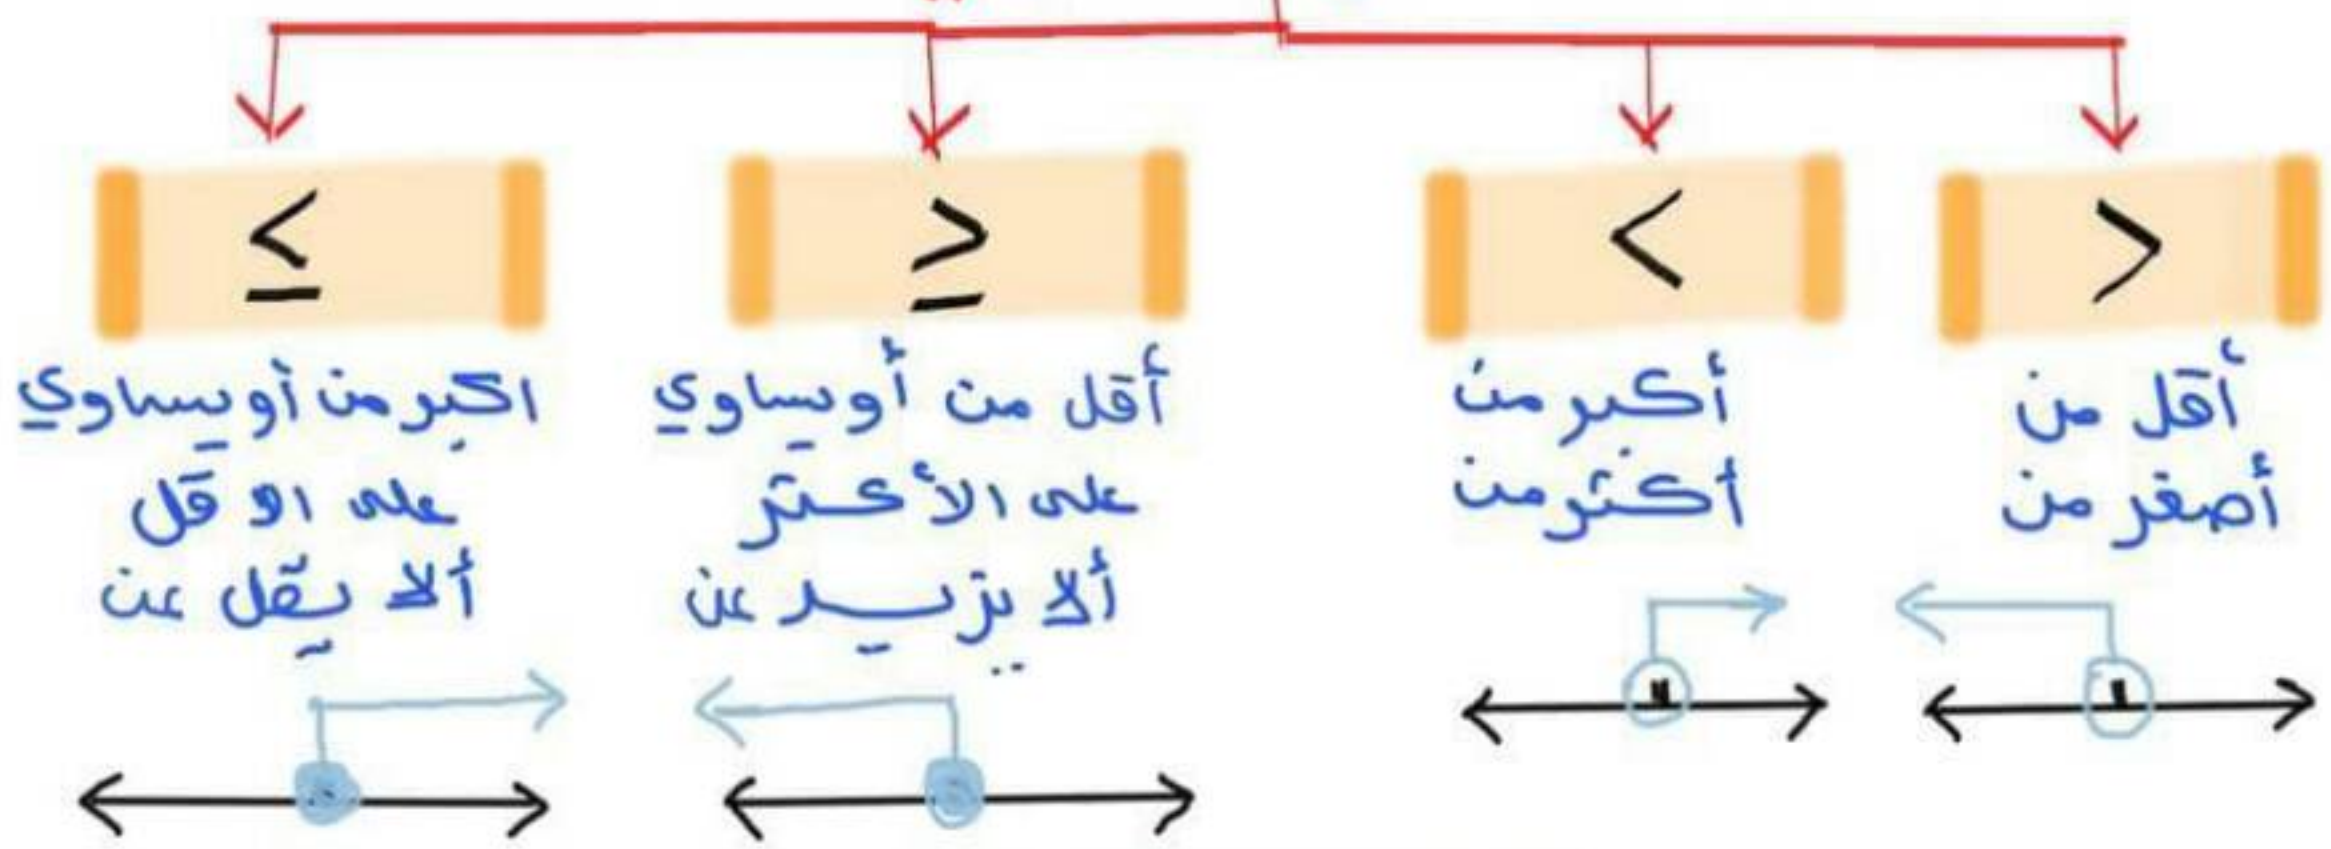 >
أقل من
أصغر من
<
أكبر من
أكثر من
≥
أقل من أو يساوي
على الأكثر
ألا يزيد عن
≤
اكبر من أو يساوي
على الاقل
ألا يقل عن